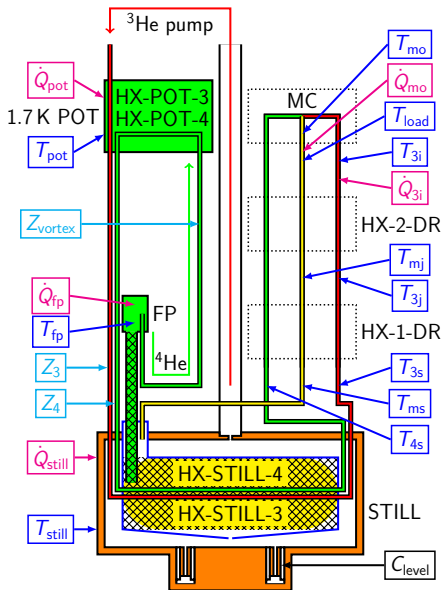 ³He pump
Q̇pot
1.7 K POT
Tpot
HX-POT-3
HX-POT-4
MC
Tmo
Q̇mo
Tload
T3i
Q̇3i
Zvortex
HX-2-DR
Tmj
T3j
Q̇fp
FP
Tfp
⁴He
HX-1-DR
Z3
Z4
T3s
Tms
T4s
Q̇still
HX-STILL-4
HX-STILL-3
STILL
Tstill
Clevel